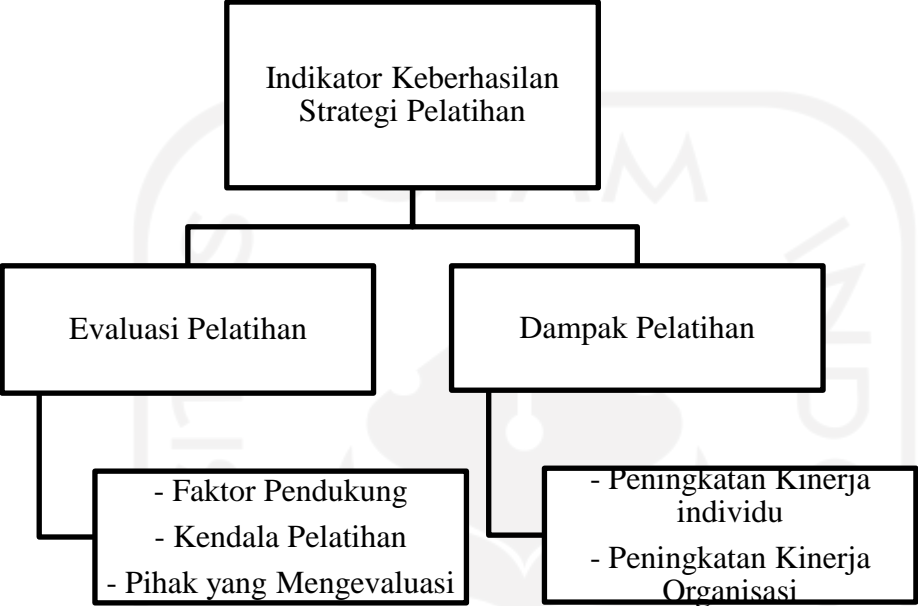 Indikator Keberhasilan
Strategi Pelatihan
Evaluasi Pelatihan
Dampak Pelatihan
- Faktor Pendukung
- Kendala Pelatihan
- Pihak yang Mengevaluasi
- Peningkatan Kinerja
individu
- Peningkatan Kinerja
Organisasi